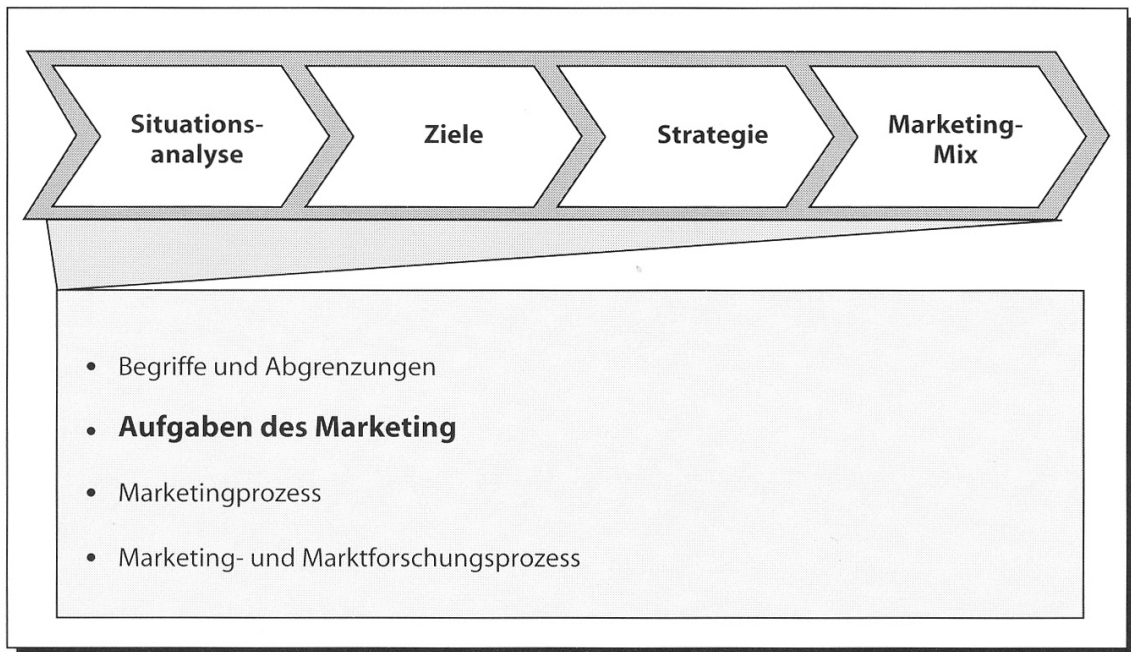 Situations-
analyse
Ziele
Strategie
Marketing-
Mix
• Begriffe und Abgrenzungen
• Aufgaben des Marketing
• Marketingprozess
• Marketing- und Marktforschungsprozess